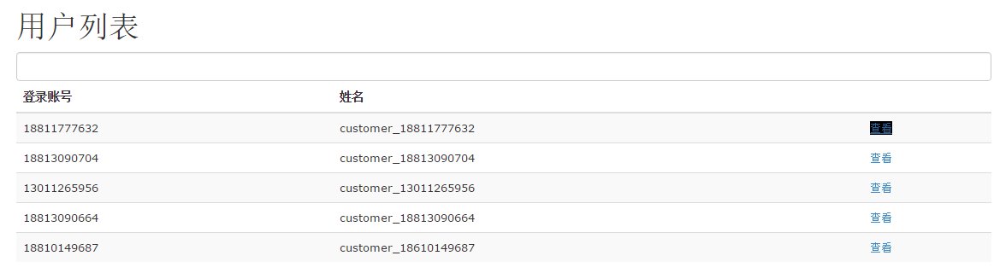 用户列表
登录账号 姓名
18811777632 customer_18811777632 查看
18813090704 customer_18813090704 查看
13011265956 customer_13011265956 查看
18813090664 customer_18813090664 查看
18810149687 customer_18610149687 查看